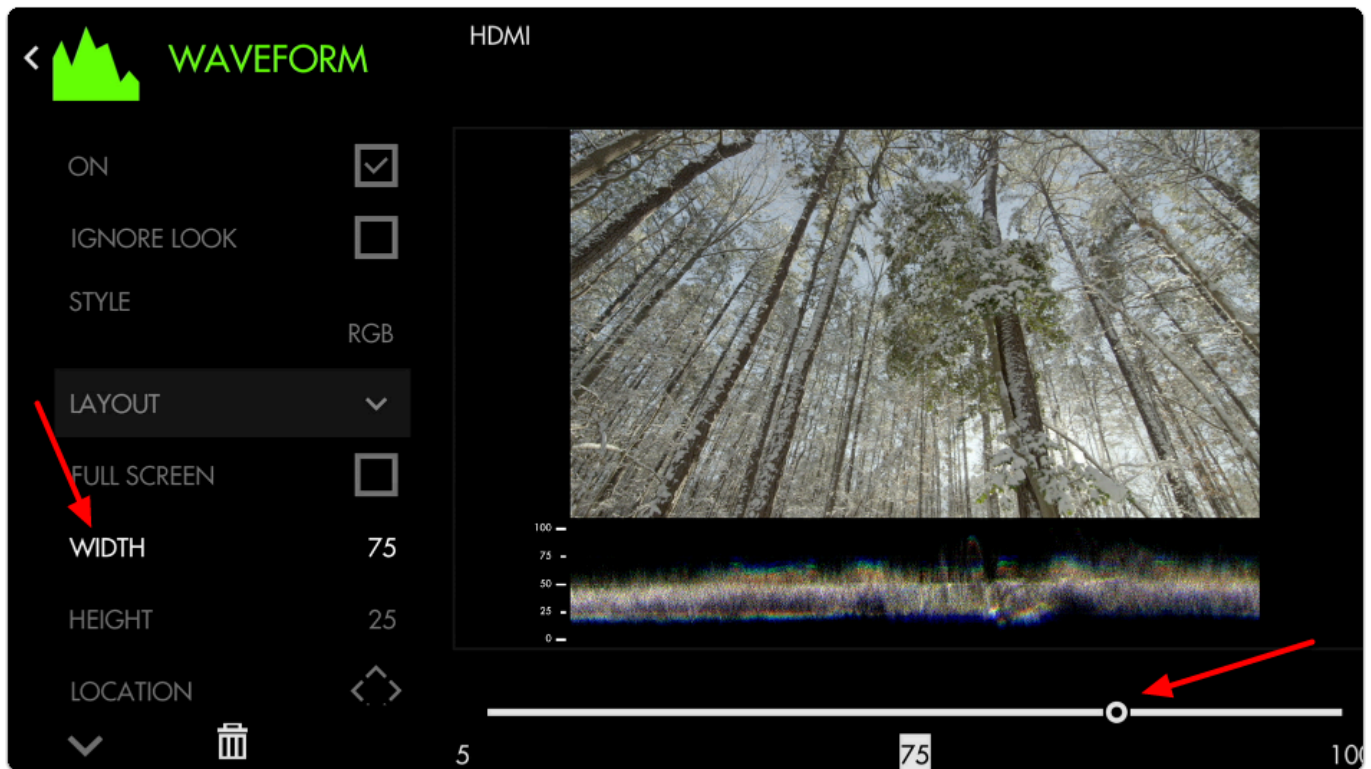 WAVEFORM
HDMI
ON
IGNORE LOOK
STYLE
RGB
LAYOUT
FULL SCREEN
WIDTH 75
HEIGHT 25
LOCATION
100
75
50
25
0
5 75 100